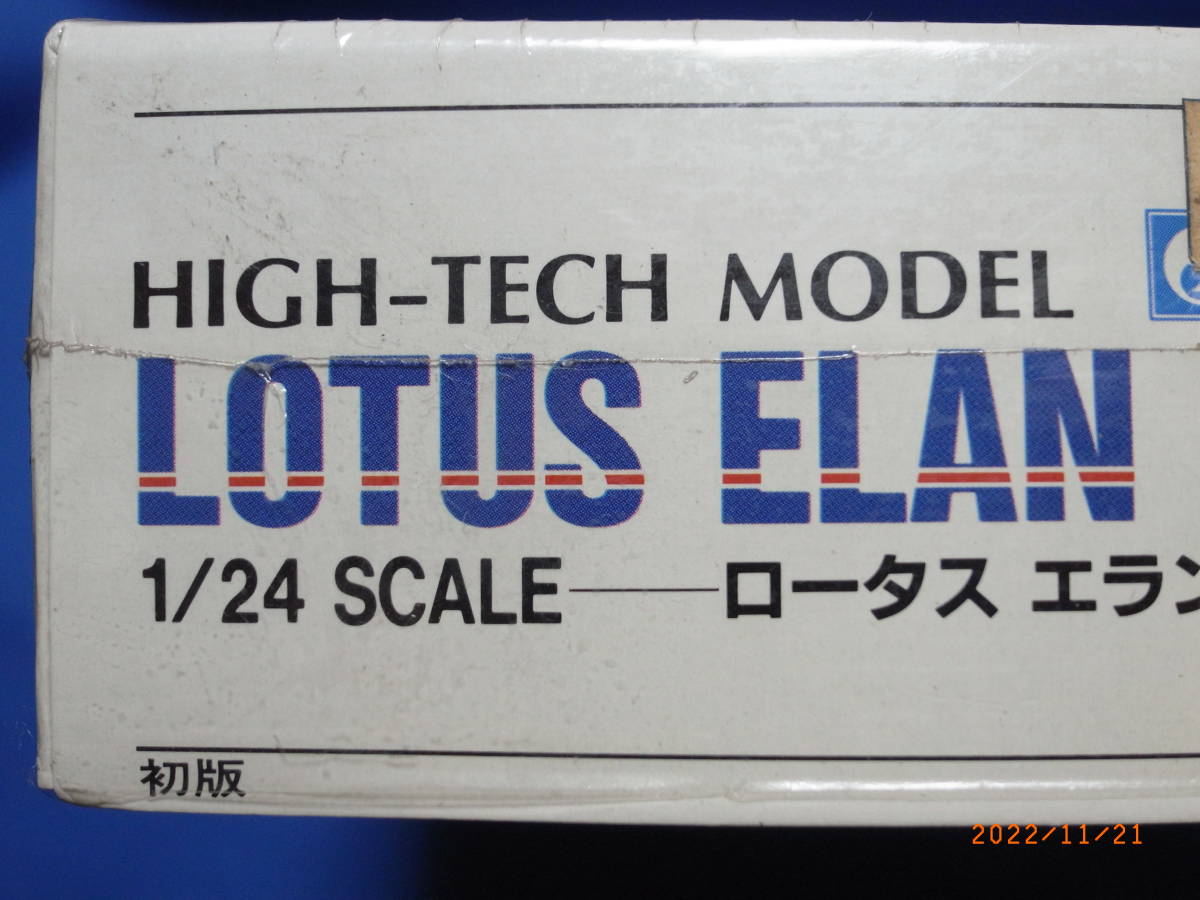 HIGH-TECH MODEL
LOTUS ELAN
1/24 SCALE——ロータス エラン
初版
2022/11/21